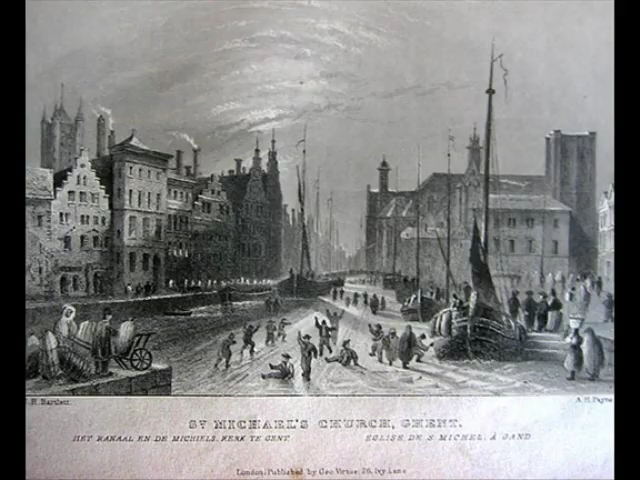 H. Bartlett.
A. H. Payne
ST MICHAEL'S CHURCH, GHENT.
HET KANAAL EN DE MICHIELS, KERK TE GENT
EGLISE DE S. MICHEL, À GAND
London, Published by Geo. Virtue, 26, Ivy Lane